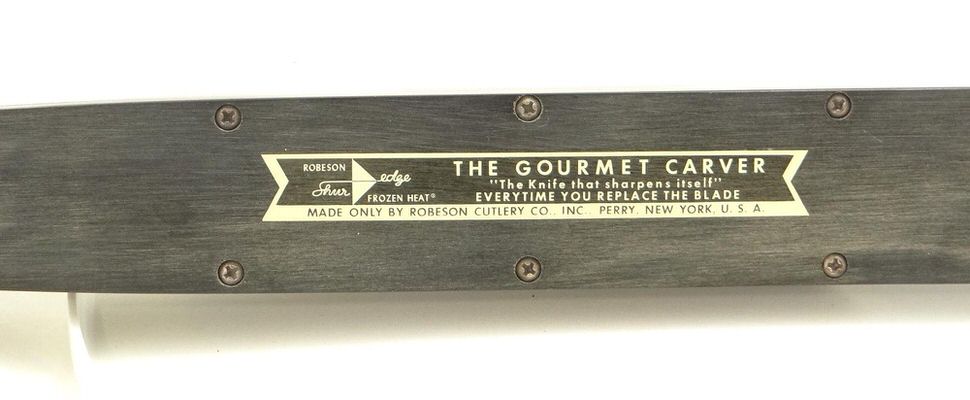 ROBESON
Shur edge
FROZEN HEAT®
THE GOURMET CARVER
"The Knife that sharpens itself"
EVERYTIME YOU REPLACE THE BLADE
MADE ONLY BY ROBESON CUTLERY CO., INC., PERRY, NEW YORK, U. S. A.